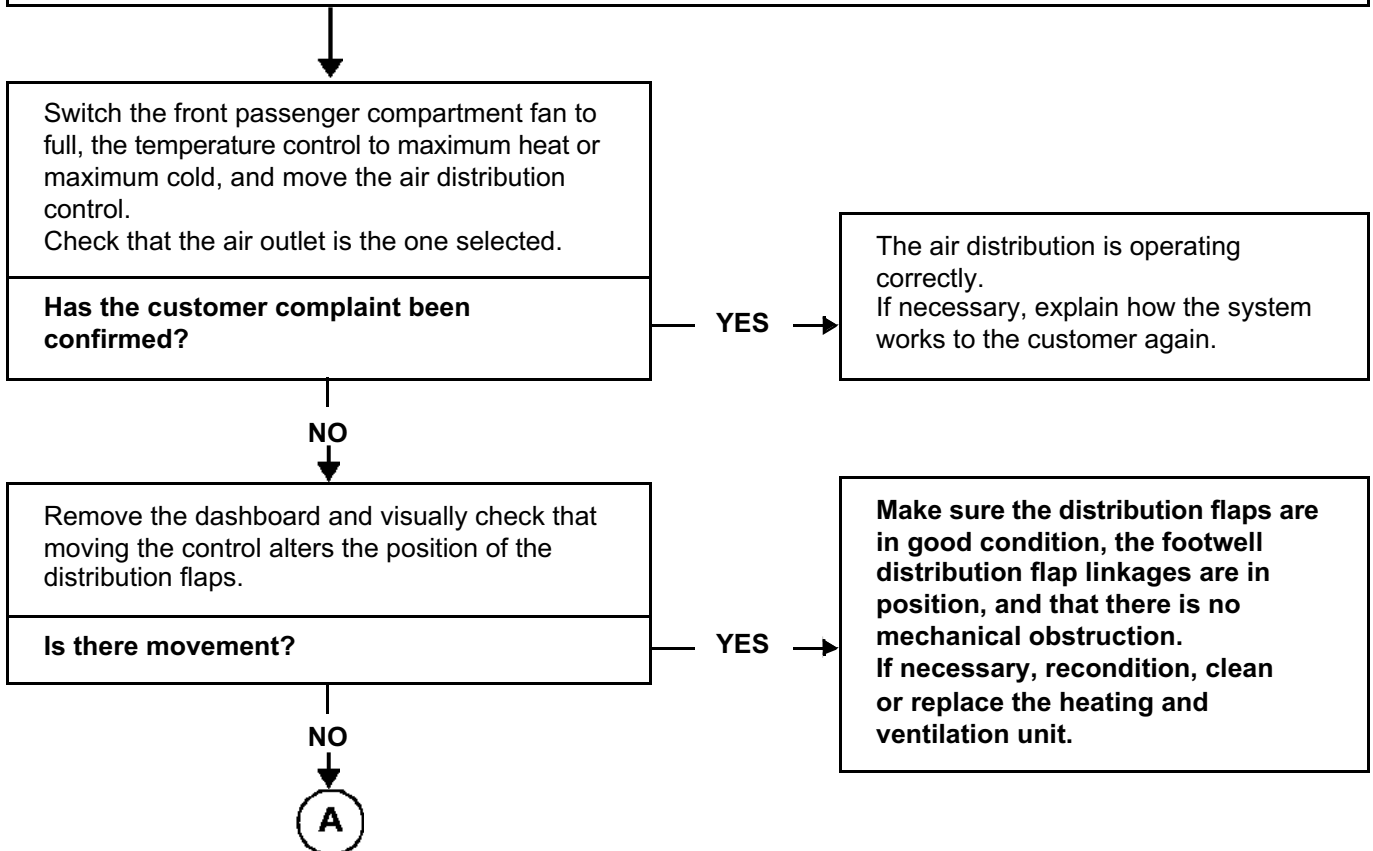 Switch the front passenger compartment fan to
full, the temperature control to maximum heat or
maximum cold, and move the air distribution
control.
Check that the air outlet is the one selected.
Has the customer complaint been
confirmed?
YES
The air distribution is operating
correctly.
If necessary, explain how the system
works to the customer again.
NO
Remove the dashboard and visually check that
moving the control alters the position of the
distribution flaps.
Is there movement?
YES
Make sure the distribution flaps are
in good condition, the footwell
distribution flap linkages are in
position, and that there is no
mechanical obstruction.
If necessary, recondition, clean
or replace the heating and
ventilation unit.
NO
A